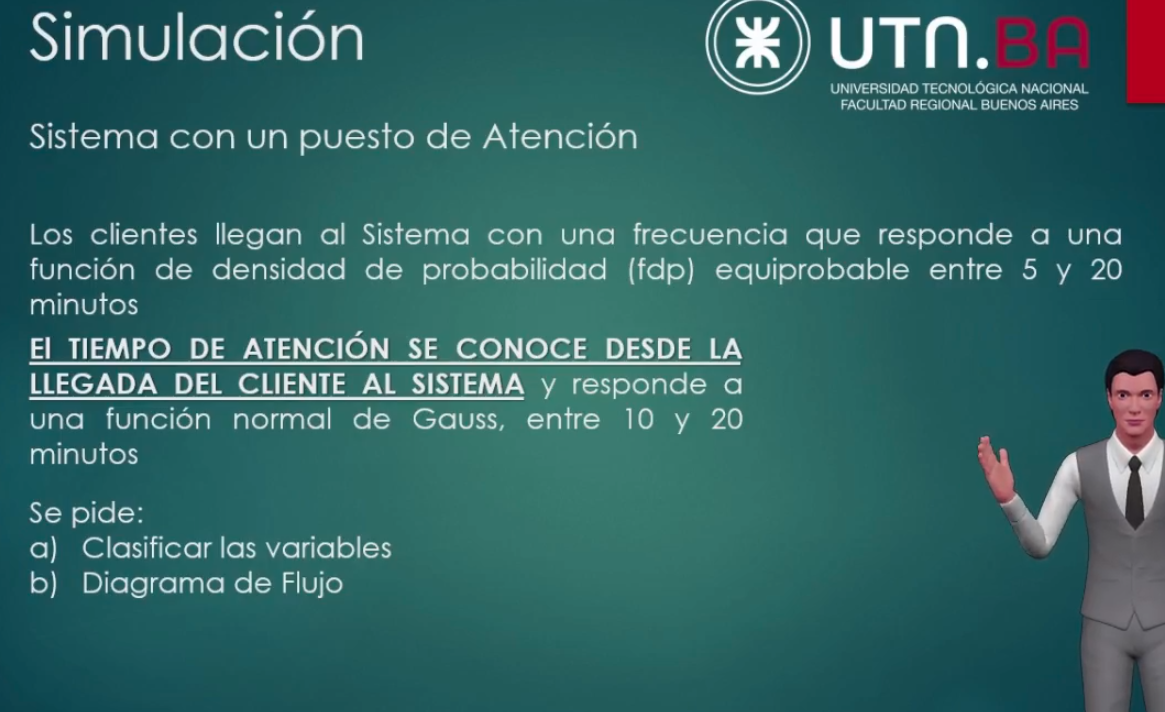 Simulación
UTN.BA
UNIVERSIDAD TECNOLÓGICA NACIONAL
FACULTAD REGIONAL BUENOS AIRES
Sistema con un puesto de Atención
Los clientes llegan al Sistema con una frecuencia que responde a una
función de densidad de probabilidad (fdp) equiprobable entre 5 y 20
minutos
El TIEMPO DE ATENCIÓN SE CONOCE DESDE LA
LLEGADA DEL CLIENTE AL SISTEMA y responde a
una función normal de Gauss, entre 10 y 20
minutos
Se pide:
a) Clasificar las variables
b) Diagrama de Flujo